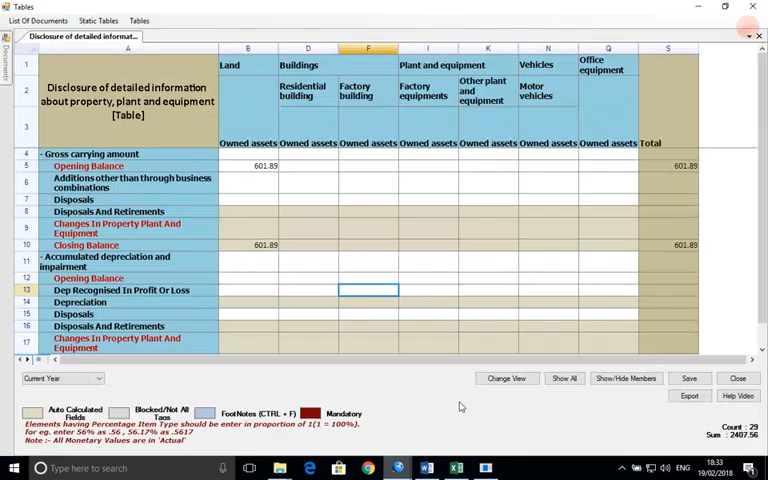 Tables
List Of Documents Static Tables Tables
Disclosure of detailed informat...
Documents
A B D F I K N Q S
1 Land Buildings Plant and equipment Vehicles Office equipment
2 Residential building Factory building Factory equipments Other plant and equipment Motor vehicles
Disclosure of detailed information
about property, plant and equipment
[Table]
3 Owned assets Owned assets Owned assets Owned assets Owned assets Owned assets Owned assets Total
4 - Gross carrying amount
5 Opening Balance 601.89 601.89
6 Additions other than through business
combinations
7 Disposals
8 Disposals And Retirements
9 Changes In Property Plant And
Equipment
10 Closing Balance 601.89 601.89
11 - Accumulated depreciation and
impairment
12 Opening Balance
13 Dep Recognised In Profit Or Loss
14 Depreciation
15 Disposals
16 Disposals And Retirements
17 Changes In Property Plant And
Equipment
Current Year Change View Show All Show/Hide Members Save Close
Export Help Video
Auto Calculated Fields Blocked/Not All Tags FootNotes (CTRL + F) Mandatory
Elements having Percentage Item Type should be enter in proportion of 1(1 = 100%).
for eg. enter 56% as .56 , 56.17% as .5617
Note :- All Monetary Values are in 'Actual'
Count : 29
Sum : 2407.56
Type here to search
ENG
18:33
19/02/2018